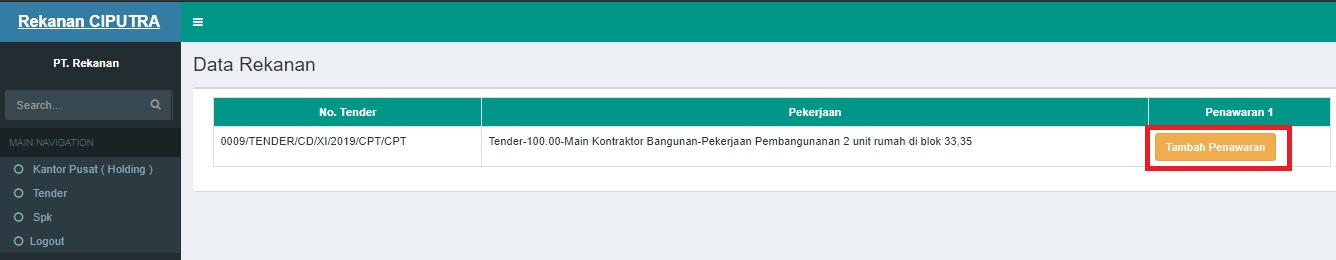 Rekanan CIPUTRA
PT. Rekanan
Search...
MAIN NAVIGATION
Kantor Pusat ( Holding )
Tender
Spk
Logout
Data Rekanan
No. Tender Pekerjaan Penawaran 1
0009/TENDER/CD/XI/2019/CPT/CPT Tender-100.00-Main Kontraktor Bangunan-Pekerjaan Pembangunanan 2 unit rumah di blok 33,35 Tambah Penawaran